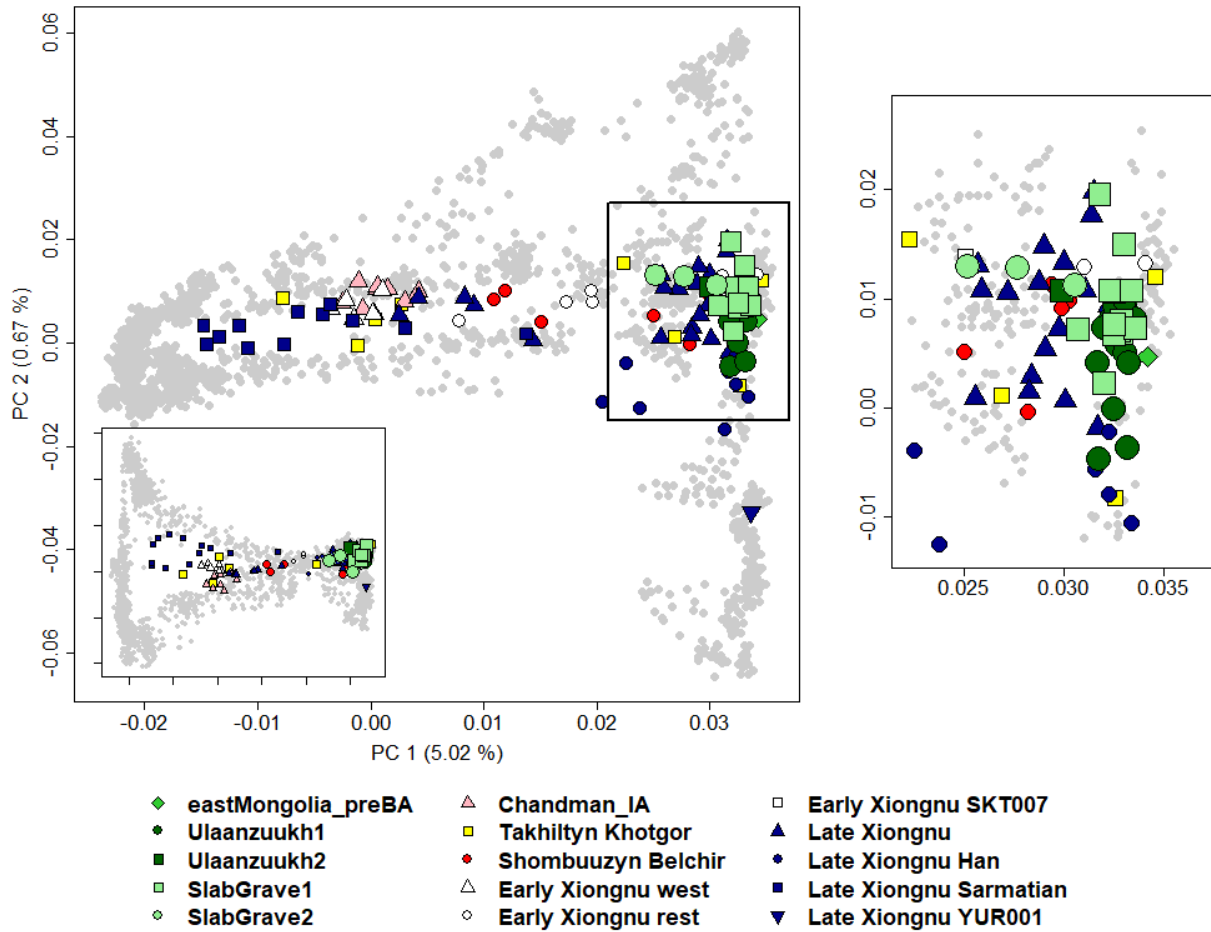 0.06
0.04
0.02
0.00
-0.02
-0.04
-0.06
PC 2 (0.67 %)
-0.02 -0.01 0.00 0.01 0.02 0.03
PC 1 (5.02 %)
0.02
0.01
0.00
-0.01
0.025 0.030 0.035
eastMongolia_preBA
Ulaanzuukh1
Ulaanzuukh2
SlabGrave1
SlabGrave2
Chandman_IA
Takhiltyn Khotgor
Shombuuzyn Belchir
Early Xiongnu west
Early Xiongnu rest
Early Xiongnu SKT007
Late Xiongnu
Late Xiongnu Han
Late Xiongnu Sarmatian
Late Xiongnu YUR001